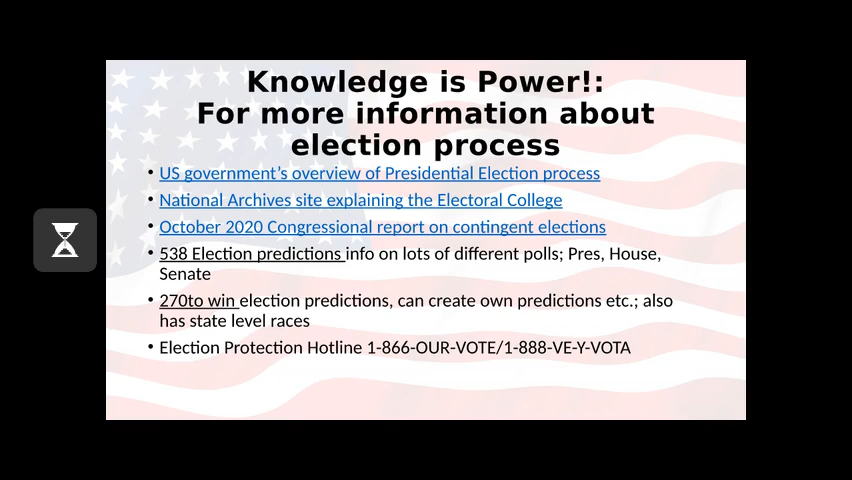 Knowledge is Power!:
For more information about
election process
• US government’s overview of Presidential Election process
• National Archives site explaining the Electoral College
• October 2020 Congressional report on contingent elections
• 538 Election predictions info on lots of different polls; Pres, House,
Senate
• 270to win election predictions, can create own predictions etc.; also
has state level races
• Election Protection Hotline 1-866-OUR-VOTE/1-888-VE-Y-VOTA